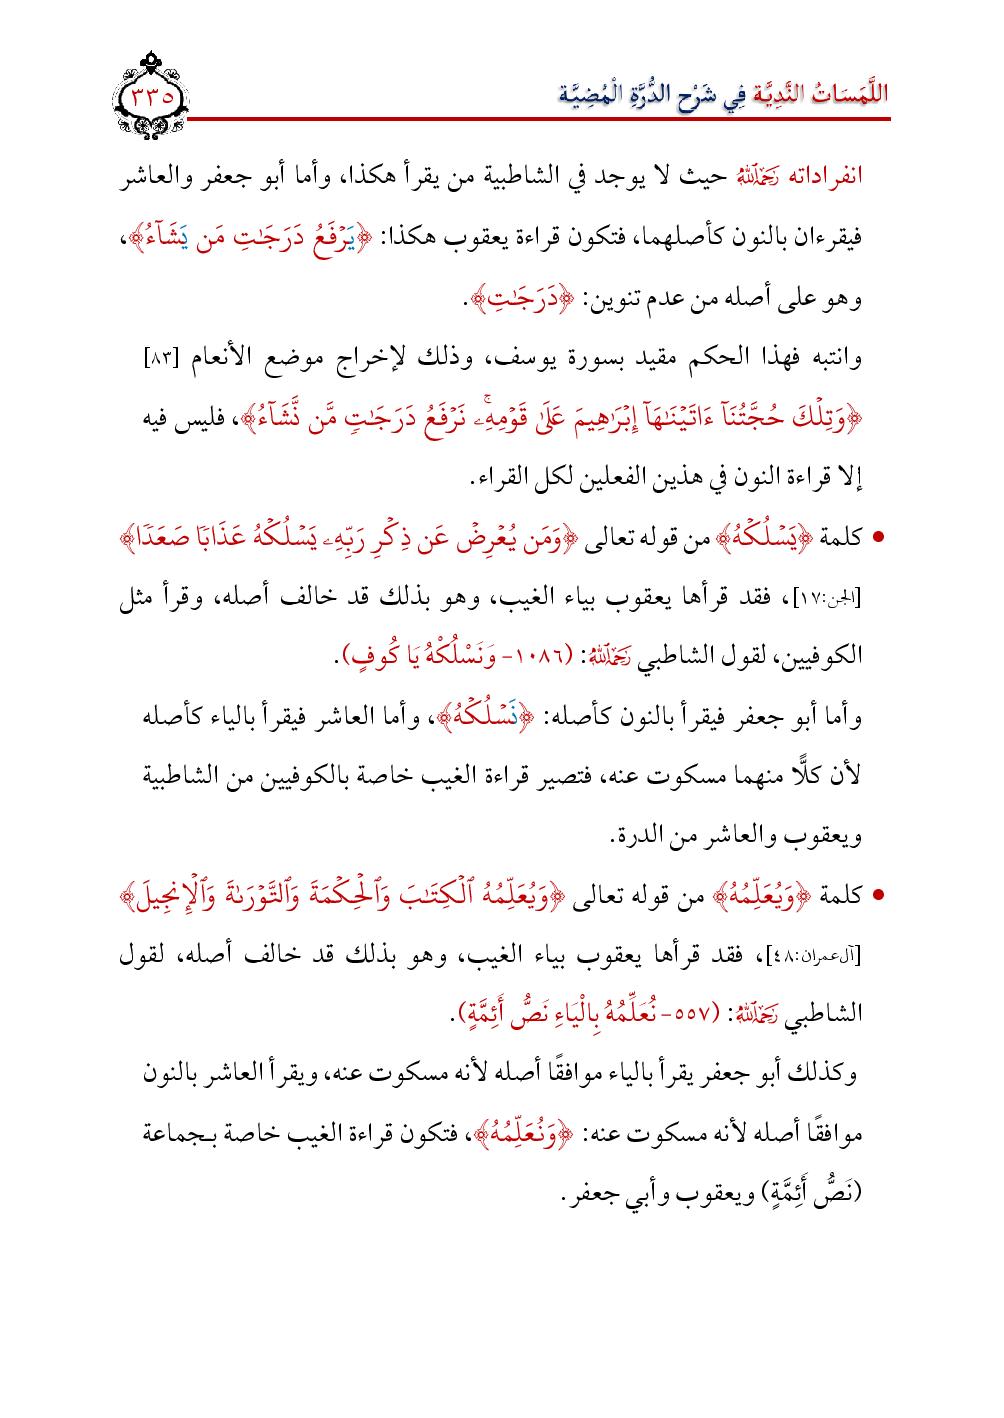 اللَّمَسَاتُ النَّدِيَّة فِي شَرْح الدُّرَّةِ الْمُضِيَّة
٣٣٥
انفراداته رَحِمَهُ اللَّهُ حيث لا يوجد في الشاطبية من يقرأ هكذا، وأما أبو جعفر والعاشر
فيقرءان بالنون كأصلهما، فتكون قراءة يعقوب هكذا: ﴿يَرْفَعُ دَرَجَٰتِ مَن يَشَآءُ﴾،
وهو على أصله من عدم تنوين: ﴿دَرَجَٰتِ﴾.
وانتبه فهذا الحكم مقيد بسورة يوسف، وذلك لإخراج موضع الأنعام [٨٣]
﴿وَتِلْكَ حُجَّتُنَآ ءَاتَيْنَٰهَآ إِبْرَٰهِيمَ عَلَىٰ قَوْمِهِۦۚ نَرْفَعُ دَرَجَٰتٍ مَّن نَّشَآءُ﴾، فليس فيه
إلا قراءة النون في هذين الفعلين لكل القراء.
• كلمة ﴿يَسْلُكْهُ﴾ من قوله تعالى ﴿وَمَن يُعْرِضْ عَن ذِكْرِ رَبِّهِۦ يَسْلُكْهُ عَذَابًا صَعَدًا﴾
[الجن:١٧]، فقد قرأها يعقوب بياء الغيب، وهو بذلك قد خالف أصله، وقرأ مثل
الكوفيين، لقول الشاطبي رَحِمَهُ اللَّهُ: (١٠٨٦- وَنَسْلُكْهُ يَا كُوفٍ).
وأما أبو جعفر فيقرأ بالنون كأصله: ﴿نَسْلُكْهُ﴾، وأما العاشر فيقرأ بالياء كأصله
لأن كلًّا منهما مسكوت عنه، فتصير قراءة الغيب خاصة بالكوفيين من الشاطبية
ويعقوب والعاشر من الدرة.
• كلمة ﴿وَيُعَلِّمُهُ﴾ من قوله تعالى ﴿وَيُعَلِّمُهُ ٱلْكِتَٰبَ وَٱلْحِكْمَةَ وَٱلتَّوْرَىٰةَ وَٱلْإِنجِيلَ﴾
[آل عمران:٤٨]، فقد قرأها يعقوب بياء الغيب، وهو بذلك قد خالف أصله، لقول
الشاطبي رَحِمَهُ اللَّهُ: (٥٥٧- نُعَلِّمُهُ بِالْيَاءِ نَصُّ أَئِمَّةٍ).
وكذلك أبو جعفر يقرأ بالياء موافقًا أصله لأنه مسكوت عنه، ويقرأ العاشر بالنون
موافقًا أصله لأنه مسكوت عنه: ﴿وَنُعَلِّمُهُ﴾، فتكون قراءة الغيب خاصة بـجماعة
(نَصُّ أَئِمَّةٍ) ويعقوب وأبي جعفر.